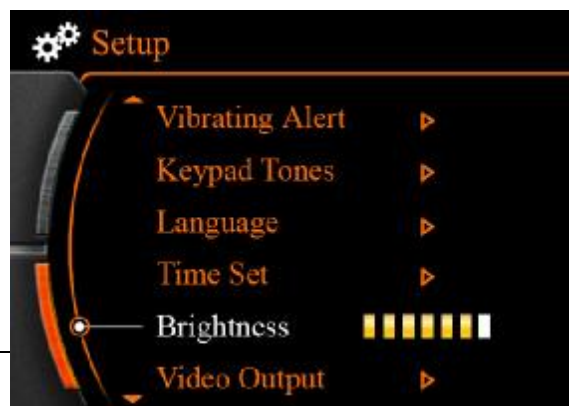 Setup
Vibrating Alert
Keypad Tones
Language
Time Set
Brightness
Video Output